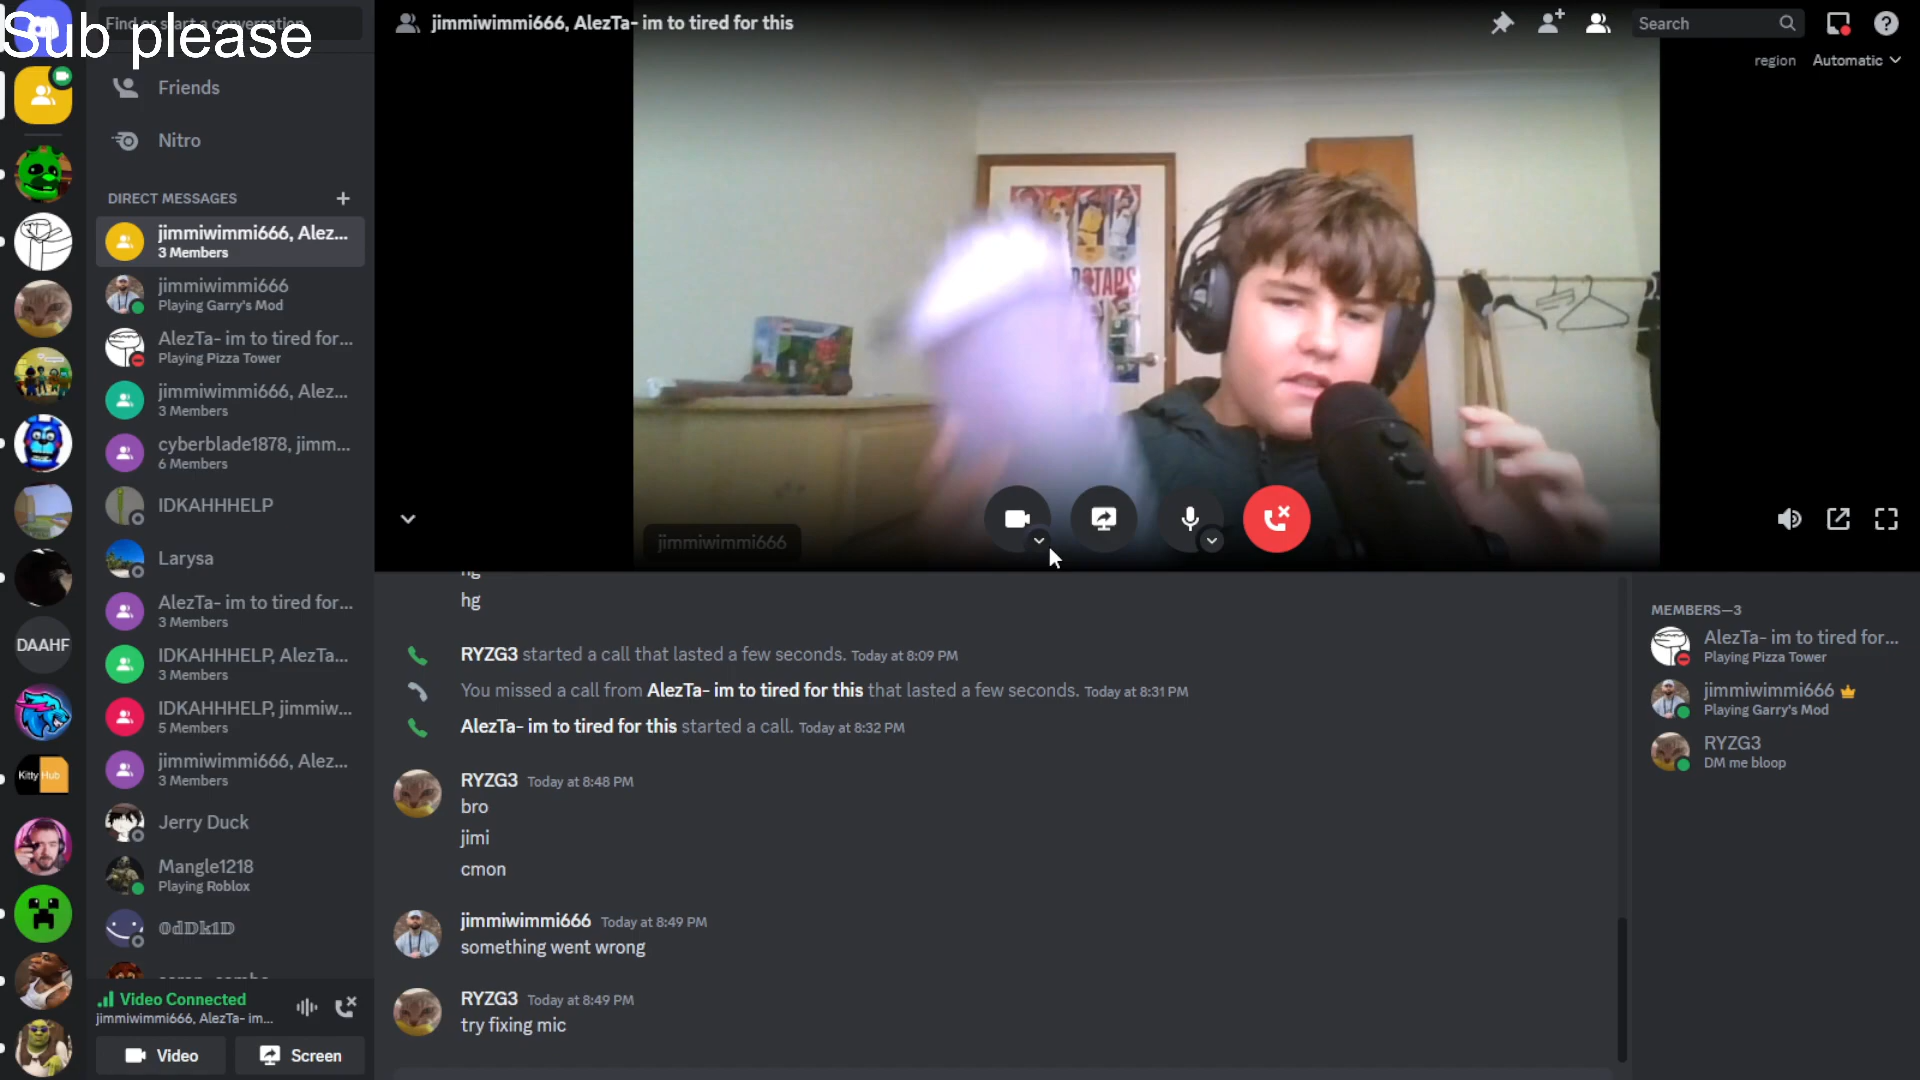 Sub please
Find or start a conversation
Friends
Nitro
DIRECT MESSAGES
jimmiwimmi666, Alez...
3 Members
jimmiwimmi666
Playing Garry's Mod
AlezTa- im to tired for...
Playing Pizza Tower
jimmiwimmi666, Alez...
3 Members
cyberblade1878, jimm...
6 Members
IDKAHHHELP
Larysa
AlezTa- im to tired for...
3 Members
IDKAHHHELP, AlezTa...
3 Members
IDKAHHHELP, jimmiw...
5 Members
jimmiwimmi666, Alez...
3 Members
Jerry Duck
Mangle1218
Playing Roblox
𝕆𝕕𝔻𝕜𝟙𝔻
DAAHF
Kitty Hub
Video Connected
jimmiwimmi666, AlezTa- im...
Video
Screen
jimmiwimmi666, AlezTa- im to tired for this
Search
region Automatic
jimmiwimmi666
hg
RYZG3 started a call that lasted a few seconds. Today at 8:09 PM
You missed a call from AlezTa- im to tired for this that lasted a few seconds. Today at 8:31 PM
AlezTa- im to tired for this started a call. Today at 8:32 PM
RYZG3 Today at 8:48 PM
bro
jimi
cmon
jimmiwimmi666 Today at 8:49 PM
something went wrong
RYZG3 Today at 8:49 PM
try fixing mic
MEMBERS—3
AlezTa- im to tired for...
Playing Pizza Tower
jimmiwimmi666
Playing Garry's Mod
RYZG3
DM me bloop